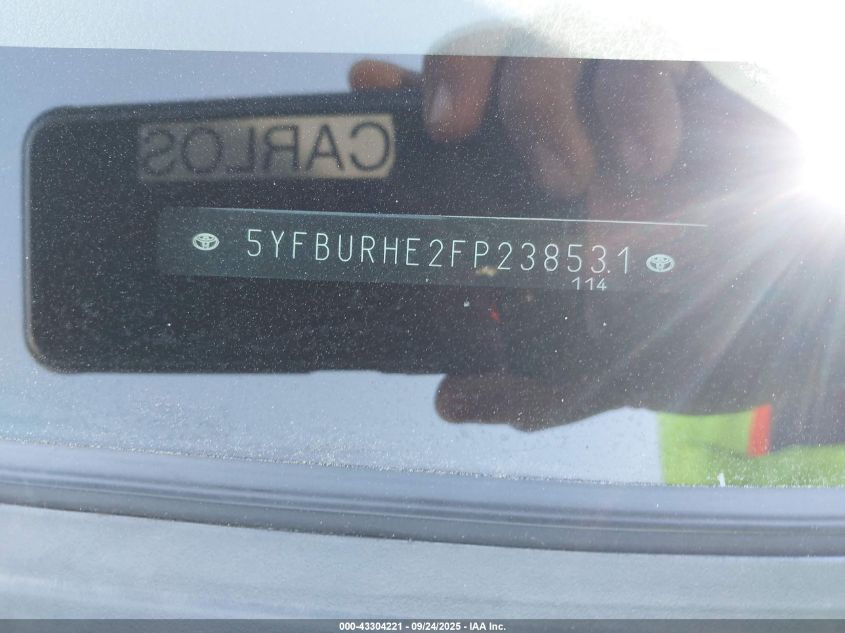 CARLOS
5YFBURHE2FP238531
114
000-43304221 - 09/24/2025 - IAA Inc.